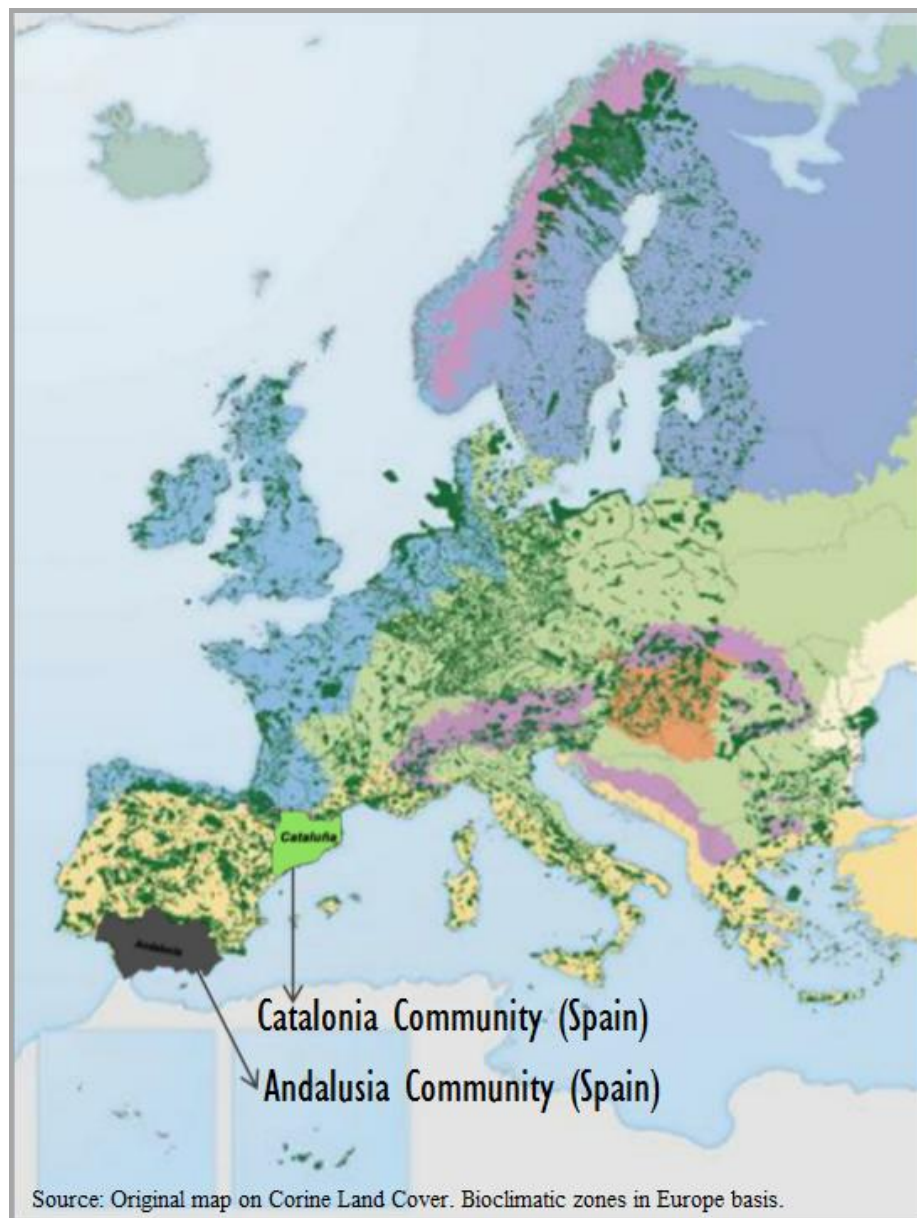 Cataluña
Andalucía
Catalonia Community (Spain)
Andalusia Community (Spain)
Source: Original map on Corine Land Cover. Bioclimatic zones in Europe basis.